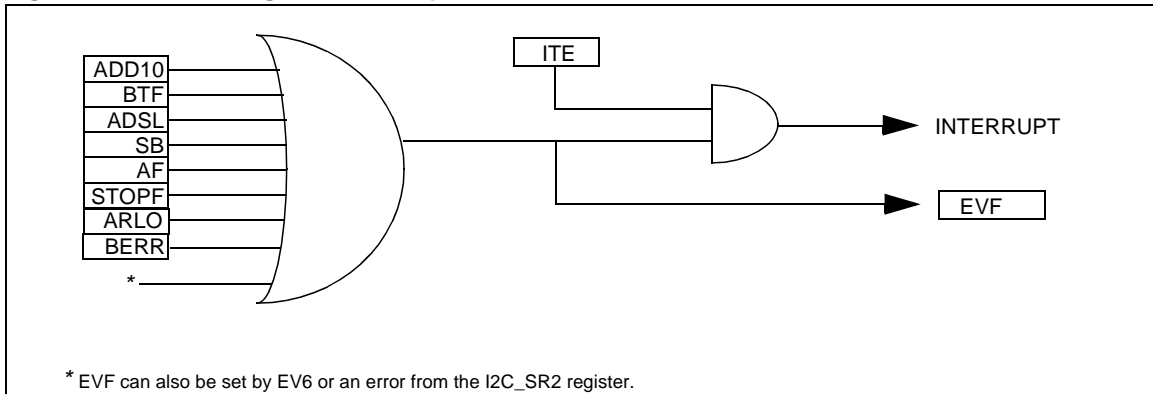 ITE
ADD10
BTF
ADSL
SB
AF
STOPF
ARLO
BERR
*
INTERRUPT
EVF
* EVF can also be set by EV6 or an error from the I2C_SR2 register.